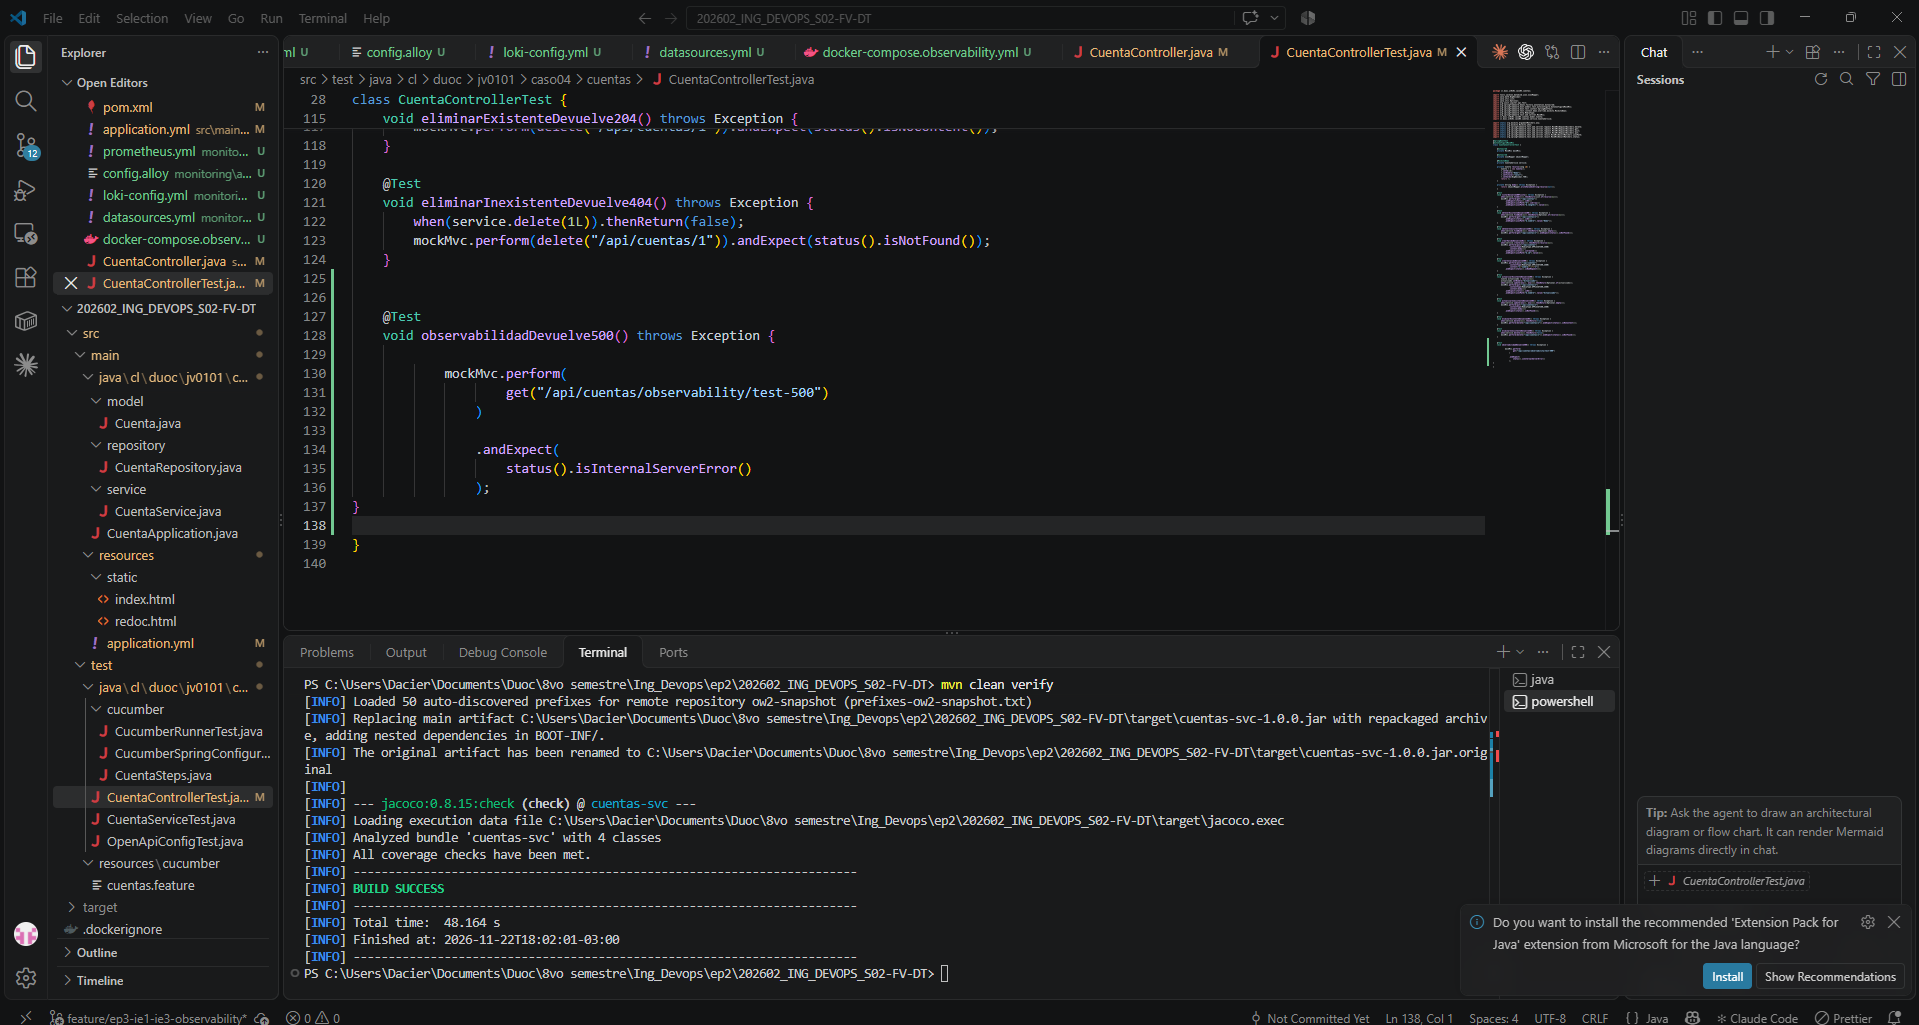 File Edit Selection View Go Run Terminal Help
202602_ING_DEVOPS_S02-FV-DT
Explorer
Open Editors
pom.xml M
application.yml src\main... M
prometheus.yml monito... U
config.alloy monitoring\a... U
loki-config.yml monitori... U
datasources.yml monitor... U
docker-compose.observ... U
CuentaController.java s... M
CuentaControllerTest.ja... M
202602_ING_DEVOPS_S02-FV-DT
src
main
java\cl\duoc\jv0101\c...
model
Cuenta.java
repository
CuentaRepository.java
service
CuentaService.java
CuentaApplication.java
resources
static
index.html
redoc.html
application.yml M
test
java\cl\duoc\jv0101\c...
cucumber
CucumberRunnerTest.java
CucumberSpringConfigur...
CuentaSteps.java
CuentaControllerTest.ja... M
CuentaServiceTest.java
OpenApiConfigTest.java
resources\cucumber
cuentas.feature
target
.dockerignore
Outline
Timeline
12
ml U config.alloy U loki-config.yml U datasources.yml U docker-compose.observability.yml U CuentaController.java M CuentaControllerTest.java M
src > test > java > cl > duoc > jv0101 > caso04 > cuentas > CuentaControllerTest.java
28 class CuentaControllerTest {
115 void eliminarExistenteDevuelve204() throws Exception {
117 mockMvc.perform(delete("/api/cuentas/1")).andExpect(status().isNoContent());
118 }
119
120 @Test
121 void eliminarInexistenteDevuelve404() throws Exception {
122 when(service.delete(1L)).thenReturn(false);
123 mockMvc.perform(delete("/api/cuentas/1")).andExpect(status().isNotFound());
124 }
125
126
127 @Test
128 void observabilidadDevuelve500() throws Exception {
129
130 mockMvc.perform(
131 get("/api/cuentas/observability/test-500")
132 )
133
134 .andExpect(
135 status().isInternalServerError()
136 );
137 }
138
139 }
140
Problems Output Debug Console Terminal Ports
PS C:\Users\Dacier\Documents\Duoc\8vo semestre\Ing_Devops\ep2\202602_ING_DEVOPS_S02-FV-DT> mvn clean verify
[INFO] Loaded 50 auto-discovered prefixes for remote repository ow2-snapshot (prefixes-ow2-snapshot.txt)
[INFO] Replacing main artifact C:\Users\Dacier\Documents\Duoc\8vo semestre\Ing_Devops\ep2\202602_ING_DEVOPS_S02-FV-DT\target\cuentas-svc-1.0.0.jar with repackaged archiv
e, adding nested dependencies in BOOT-INF/.
[INFO] The original artifact has been renamed to C:\Users\Dacier\Documents\Duoc\8vo semestre\Ing_Devops\ep2\202602_ING_DEVOPS_S02-FV-DT\target\cuentas-svc-1.0.0.jar.orig
inal
[INFO]
[INFO] --- jacoco:0.8.15:check (check) @ cuentas-svc ---
[INFO] Loading execution data file C:\Users\Dacier\Documents\Duoc\8vo semestre\Ing_Devops\ep2\202602_ING_DEVOPS_S02-FV-DT\target\jacoco.exec
[INFO] Analyzed bundle 'cuentas-svc' with 4 classes
[INFO] All coverage checks have been met.
[INFO] ------------------------------------------------------------------------
[INFO] BUILD SUCCESS
[INFO] ------------------------------------------------------------------------
[INFO] Total time:  48.164 s
[INFO] Finished at: 2026-11-22T18:02:01-03:00
[INFO] ------------------------------------------------------------------------
PS C:\Users\Dacier\Documents\Duoc\8vo semestre\Ing_Devops\ep2\202602_ING_DEVOPS_S02-FV-DT>
java
powershell
Chat
Sessions
Tip: Ask the agent to draw an architectural
diagram or flow chart. It can render Mermaid
diagrams directly in chat.
CuentaControllerTest.java
Do you want to install the recommended 'Extension Pack for
Java' extension from Microsoft for the Java language?
Install Show Recommendations
feature/ep3-ie1-ie3-observability* 0 0 Not Committed Yet Ln 138, Col 1 Spaces: 4 UTF-8 CRLF {} Java Claude Code Prettier